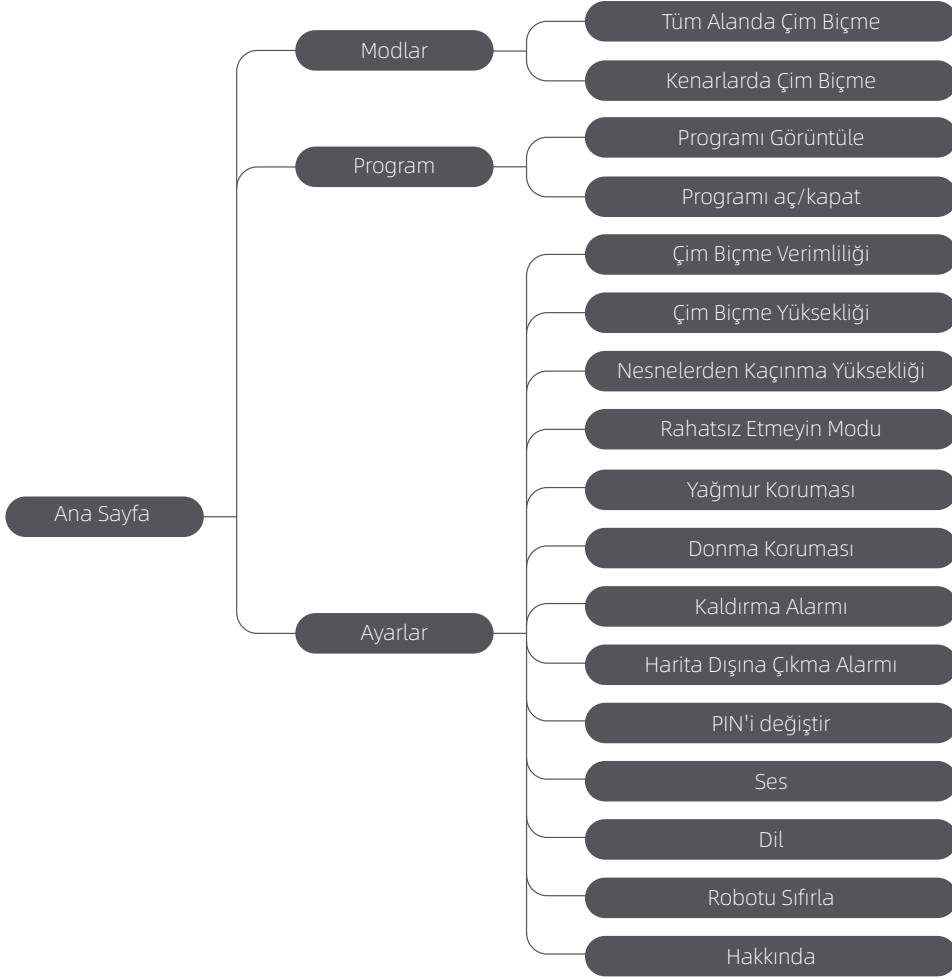 Ana Sayfa
Modlar
Tüm Alanda Çim Biçme
Kenarlarda Çim Biçme
Program
Programı Görüntüle
Programı aç/kapat
Ayarlar
Çim Biçme Verimliliği
Çim Biçme Yüksekliği
Nesnelerden Kaçınma Yüksekliği
Rahatsız Etmeyin Modu
Yağmur Koruması
Donma Koruması
Kaldırma Alarmı
Harita Dışına Çıkma Alarmı
PIN'i değiştir
Ses
Dil
Robotu Sıfırla
Hakkında